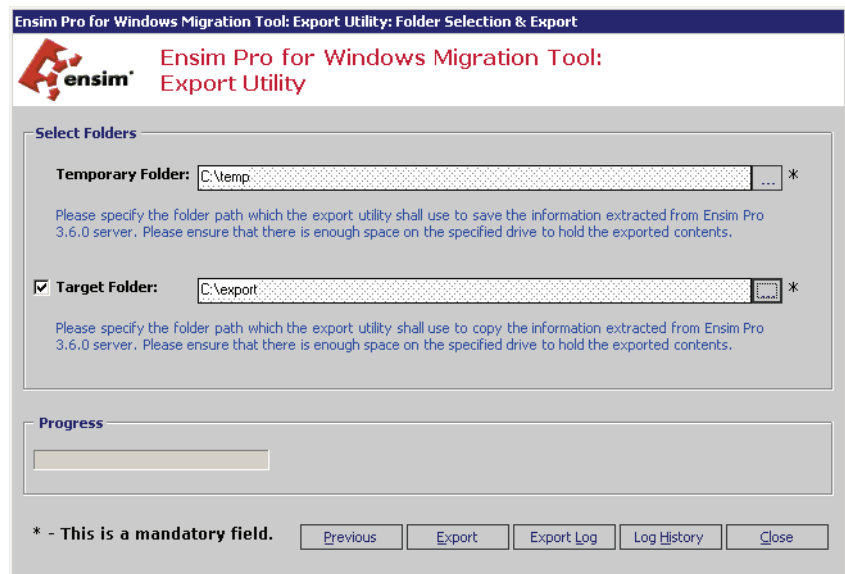 Ensim Pro for Windows Migration Tool: Export Utility: Folder Selection & Export
ensim
Ensim Pro for Windows Migration Tool:
Export Utility
Select Folders
Temporary Folder: C:\temp ... *
Please specify the folder path which the export utility shall use to save the information extracted from Ensim Pro
3.6.0 server. Please ensure that there is enough space on the specified drive to hold the exported contents.
Target Folder: C:\export ... *
Please specify the folder path which the export utility shall use to copy the information extracted from Ensim Pro
3.6.0 server. Please ensure that there is enough space on the specified drive to hold the exported contents.
Progress
* - This is a mandatory field. Previous Export Export Log Log History Close